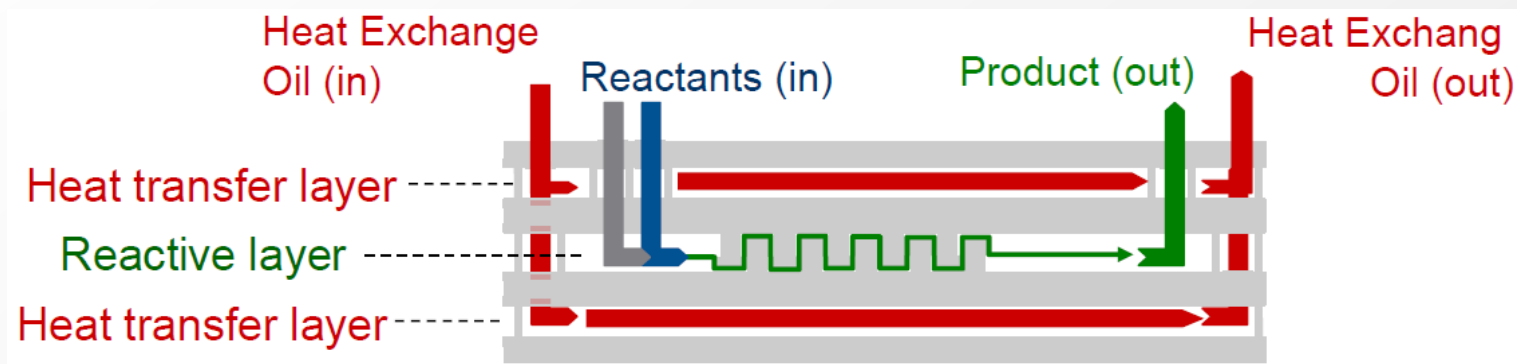 Heat Exchange
Oil (in)
Reactants (in)
Product (out)
Heat Exchang
Oil (out)
Heat transfer layer
Reactive layer
Heat transfer layer